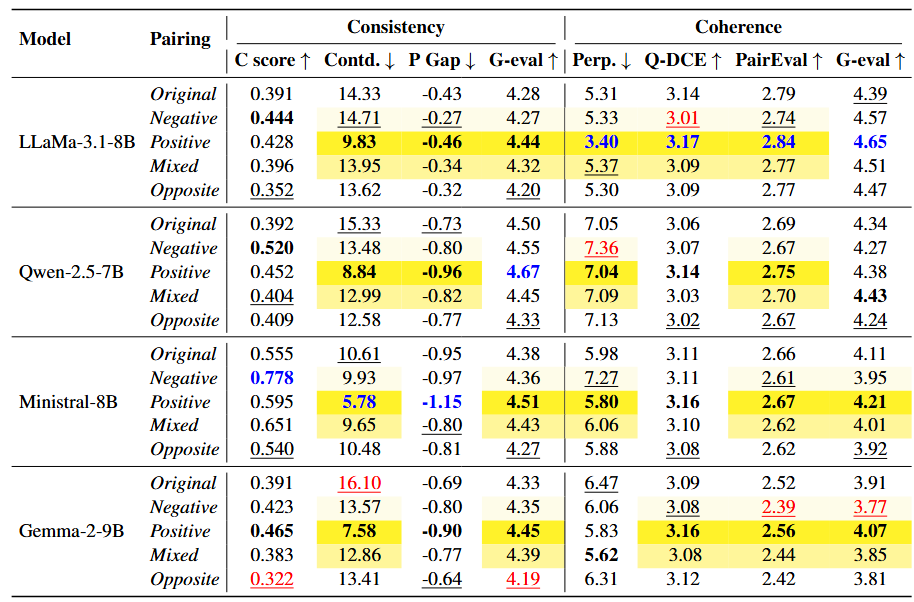 Model Pairing Consistency Coherence
C score ↑ Contd. ↓ P Gap ↓ G-eval ↑ Perp. ↓ Q-DCE ↑ PairEval ↑ G-eval ↑
Original 0.391 14.33 -0.43 4.28 5.31 3.14 2.79 4.39
Negative 0.444 14.71 -0.27 4.27 5.33 3.01 2.74 4.57
LLaMa-3.1-8B Positive 0.428 9.83 -0.46 4.44 3.40 3.17 2.84 4.65
Mixed 0.396 13.95 -0.34 4.32 5.37 3.09 2.77 4.51
Opposite 0.352 13.62 -0.32 4.20 5.30 3.09 2.77 4.47
Original 0.392 15.33 -0.73 4.50 7.05 3.06 2.69 4.34
Negative 0.520 13.48 -0.80 4.55 7.36 3.07 2.67 4.27
Qwen-2.5-7B Positive 0.452 8.84 -0.96 4.67 7.04 3.14 2.75 4.38
Mixed 0.404 12.99 -0.82 4.45 7.09 3.03 2.70 4.43
Opposite 0.409 12.58 -0.77 4.33 7.13 3.02 2.67 4.24
Original 0.555 10.61 -0.95 4.38 5.98 3.11 2.66 4.11
Negative 0.778 9.93 -0.97 4.36 7.27 3.11 2.61 3.95
Ministral-8B Positive 0.595 5.78 -1.15 4.51 5.80 3.16 2.67 4.21
Mixed 0.651 9.65 -0.80 4.43 6.06 3.10 2.62 4.01
Opposite 0.540 10.48 -0.81 4.27 5.88 3.08 2.62 3.92
Original 0.391 16.10 -0.69 4.33 6.47 3.09 2.52 3.91
Negative 0.423 13.57 -0.80 4.35 6.06 3.08 2.39 3.77
Gemma-2-9B Positive 0.465 7.58 -0.90 4.45 5.83 3.16 2.56 4.07
Mixed 0.383 12.86 -0.77 4.39 5.62 3.08 2.44 3.85
Opposite 0.322 13.41 -0.64 4.19 6.31 3.12 2.42 3.81